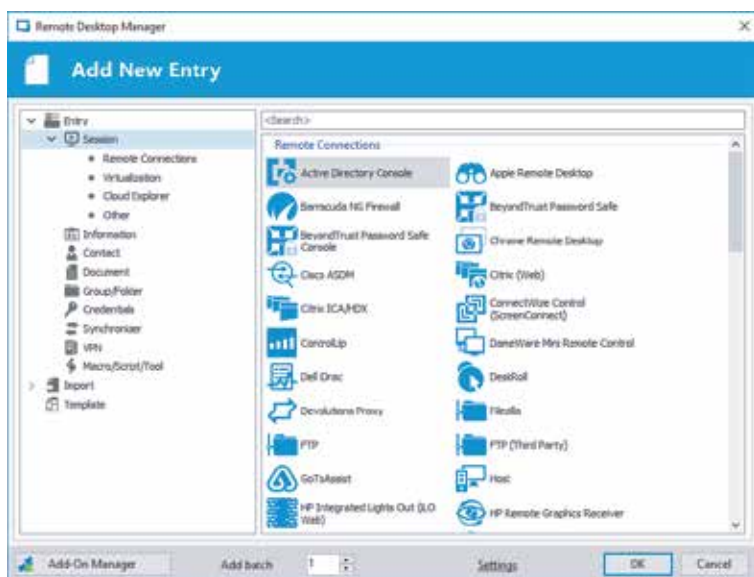 Remote Desktop Manager
Add New Entry
Entry
Session
Remote Connections
Virtualization
Cloud Explorer
Other
Information
Contact
Document
Group/Folder
Credentials
Synchronizer
VPN
Macro/Script/Tool
Import
Template
<Search>
Remote Connections
Active Directory Console
Apple Remote Desktop
Barracuda NG Firewall
BeyondTrust Password Safe
BeyondTrust Password Safe
Console
Chrome Remote Desktop
Cisco ASDM
Citrix (Web)
Citrix ICA/HDX
ConnectWise Control
(ScreenConnect)
ControlUp
DameWare Mini Remote Control
Dell Drac
DeskRoll
Devolutions Proxy
Filezilla
FTP
FTP (Third Party)
GoToAssist
Host
HP Integrated Lights Out (iLO
Web)
HP Remote Graphics Receiver
Add-On Manager
Add batch
1
Settings
OK
Cancel